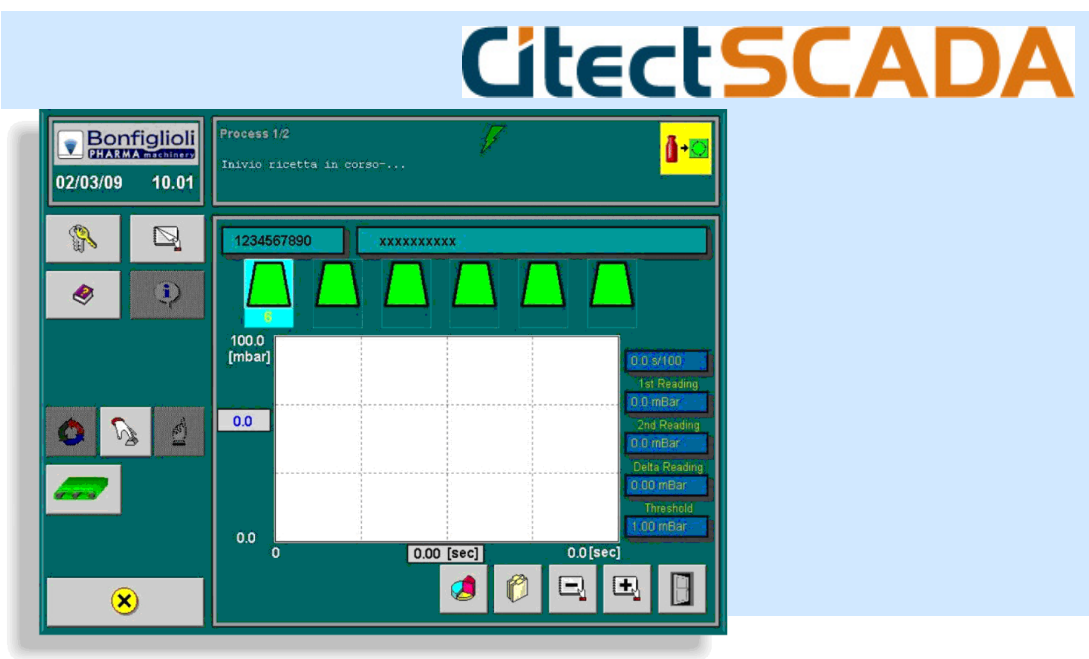 CitectSCADA
Bonfiglioli
PHARMA machinery
02/03/09 10.01
Process 1/2
Inivio ricetta in corso-...
1234567890 xxxxxxxxxx
6
100.0
[mbar]
0.0 s/100
1st Reading
0.0 mBar
0.0
2nd Reading
0.0 mBar
Delta Reading
0.00 mBar
Threshold
1.00 mBar
0.0
0 0.00 [sec] 0.0[sec]